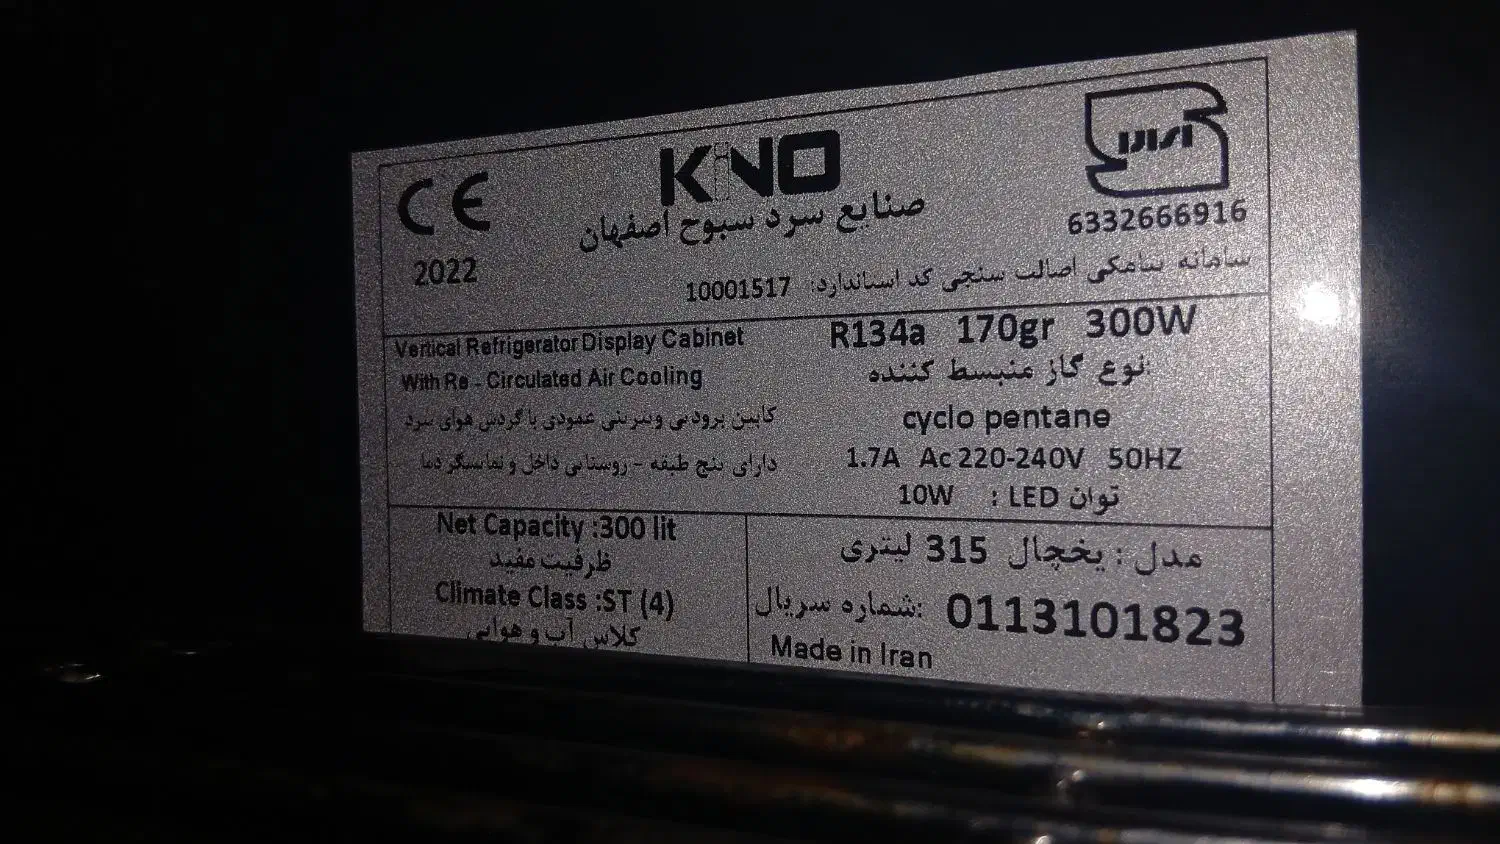 CE
2022
KINO
صنایع سرد سبوح اصفهان
6332666916
سامانه پیامکی اصالت سنجی کد استاندارد: 10001517
Vertical Refrigerator Display Cabinet
With Re - Circulated Air Cooling
کابین برودتی ویترینی عمودی با گردش هوای سرد
دارای پنج طبقه - روشنایی داخل و نمایشگر دما
R134a 170gr 300W
نوع گاز منبسط کننده:
cyclo pentane
1.7A Ac 220-240V 50HZ
توان LED : 10W
Net Capacity :300 lit
ظرفیت مفید
Climate Class :ST (4)
کلاس آب و هوایی
مدل : یخچال 315 لیتری
شماره سریال: 0113101823
Made in Iran